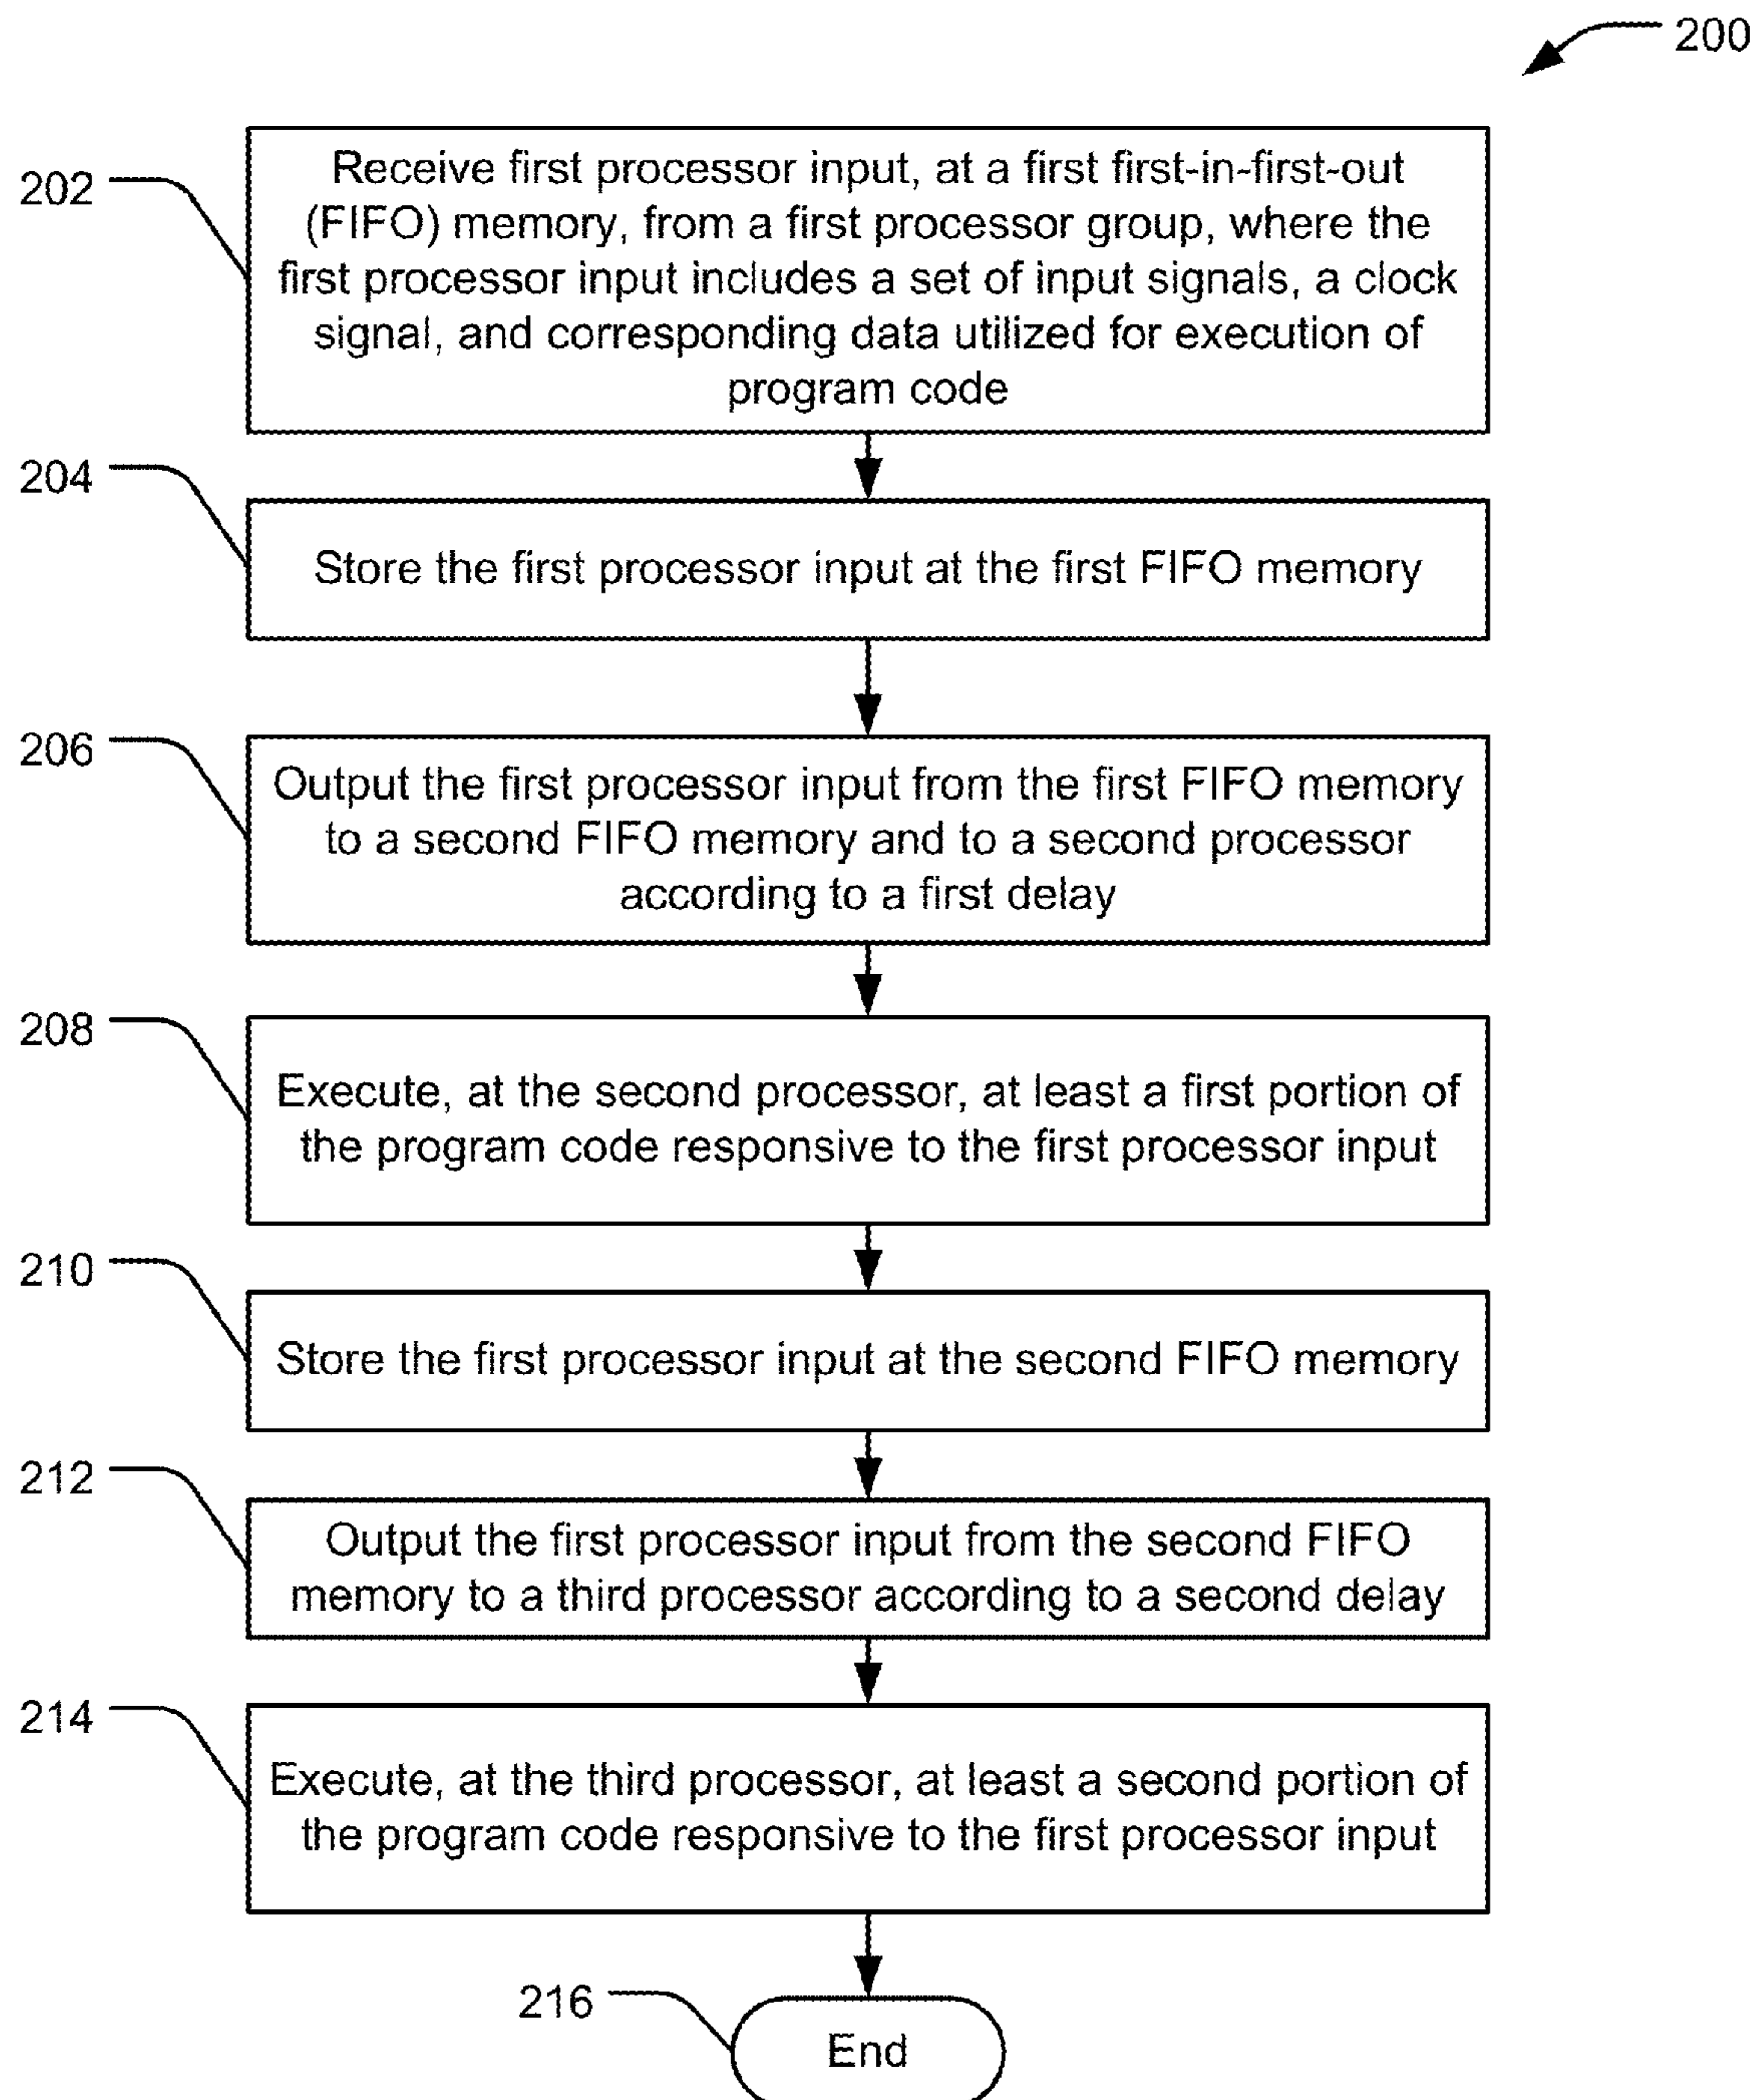 200
202
Receive first processor input, at a first first-in-first-out
(FIFO) memory, from a first processor group, where the
first processor input includes a set of input signals, a clock
signal, and corresponding data utilized for execution of
program code
204
Store the first processor input at the first FIFO memory
206
Output the first processor input from the first FIFO memory
to a second FIFO memory and to a second processor
according to a first delay
208
Execute, at the second processor, at least a first portion of
the program code responsive to the first processor input
210
Store the first processor input at the second FIFO memory
212
Output the first processor input from the second FIFO
memory to a third processor according to a second delay
214
Execute, at the third processor, at least a second portion of
the program code responsive to the first processor input
216
End